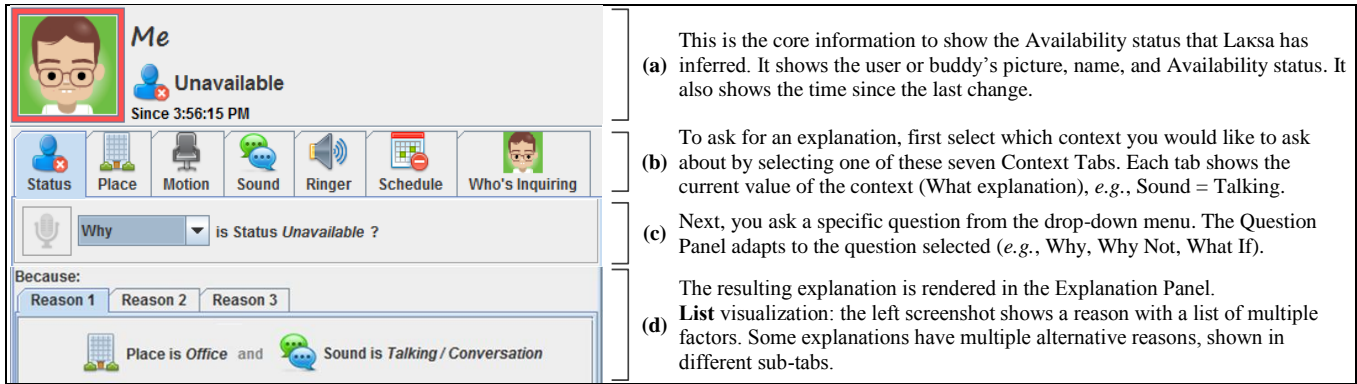 Me
Unavailable
Since 3:56:15 PM
(a)
This is the core information to show the Availability status that Laκsa has
inferred. It shows the user or buddy's picture, name, and Availability status. It
also shows the time since the last change.
Status Place Motion Sound Ringer Schedule Who's Inquiring
(b)
To ask for an explanation, first select which context you would like to ask
about by selecting one of these seven Context Tabs. Each tab shows the
current value of the context (What explanation), e.g., Sound = Talking.
Why is Status Unavailable ?
(c)
Next, you ask a specific question from the drop-down menu. The Question
Panel adapts to the question selected (e.g., Why, Why Not, What If).
Because:
Reason 1 Reason 2 Reason 3
Place is Office and Sound is Talking / Conversation
(d)
The resulting explanation is rendered in the Explanation Panel.
List visualization: the left screenshot shows a reason with a list of multiple
factors. Some explanations have multiple alternative reasons, shown in
different sub-tabs.